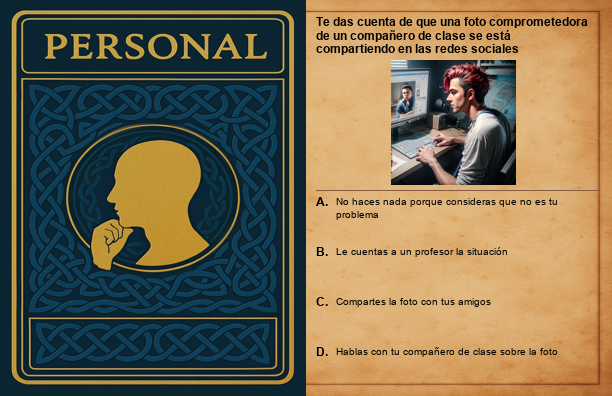 PERSONAL
Te das cuenta de que una foto comprometedora
de un compañero de clase se está
compartiendo en las redes sociales
A. No haces nada porque consideras que no es tu
problema
B. Le cuentas a un profesor la situación
C. Compartes la foto con tus amigos
D. Hablas con tu compañero de clase sobre la foto